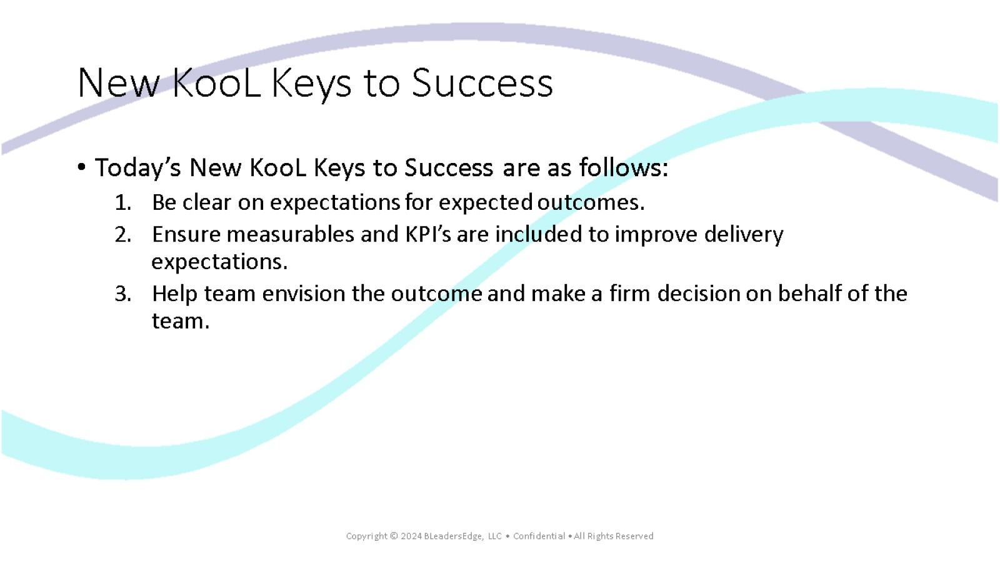 New KooL Keys to Success
• Today’s New KooL Keys to Success are as follows:
1. Be clear on expectations for expected outcomes.
2. Ensure measurables and KPI’s are included to improve delivery
expectations.
3. Help team envision the outcome and make a firm decision on behalf of the
team.
Copyright © 2024 BLeadersEdge, LLC • Confidential • All Rights Reserved